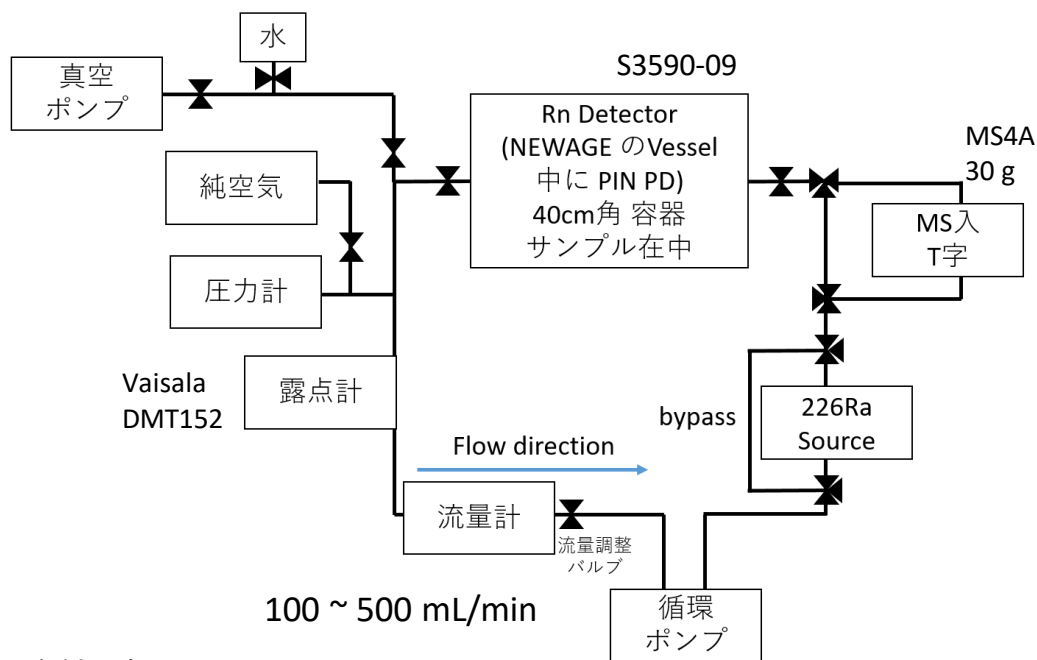 水
真空
ポンプ
S3590-09
Rn Detector
(NEWAGE のVessel
中に PIN PD)
40cm角 容器
サンプル在中
MS4A
30 g
純空気
MS入
T字
圧力計
Vaisala
DMT152
露点計
bypass
226Ra
Source
Flow direction
流量計
流量調整
バルブ
100 ~ 500 mL/min
循環
ポンプ